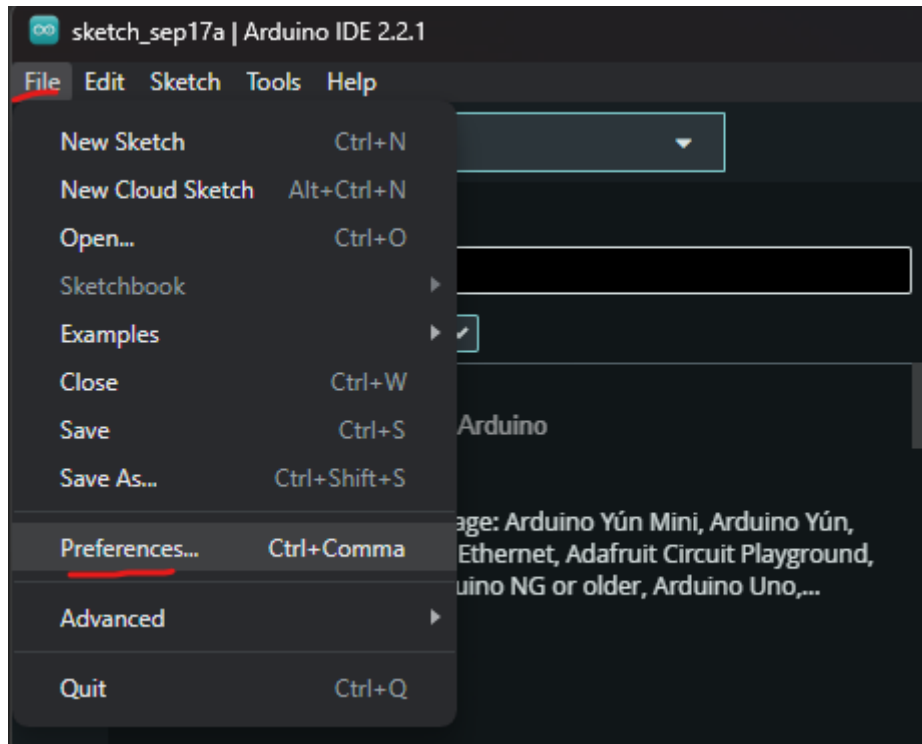 sketch_sep17a | Arduino IDE 2.2.1
File Edit Sketch Tools Help
New Sketch Ctrl+N
New Cloud Sketch Alt+Ctrl+N
Open... Ctrl+O
Sketchbook
Examples
Close Ctrl+W
Arduino
Save Ctrl+S
Save As... Ctrl+Shift+S
age: Arduino Yún Mini, Arduino Yún,
Preferences... Ctrl+Comma
Ethernet, Adafruit Circuit Playground,
uino NG or older, Arduino Uno,...
Advanced
Quit Ctrl+Q